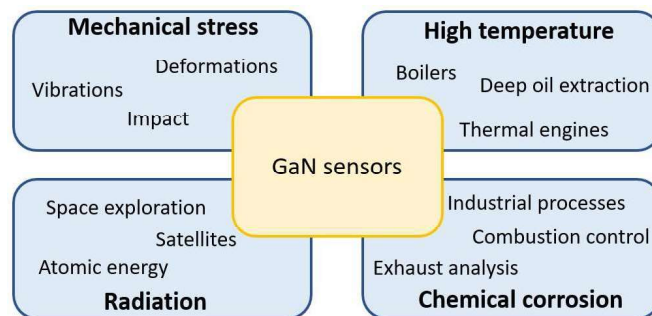 Mechanical stress
Deformations
Vibrations
Impact
High temperature
Boilers
Deep oil extraction
Thermal engines
GaN sensors
Space exploration
Satellites
Atomic energy
Radiation
Industrial processes
Combustion control
Exhaust analysis
Chemical corrosion